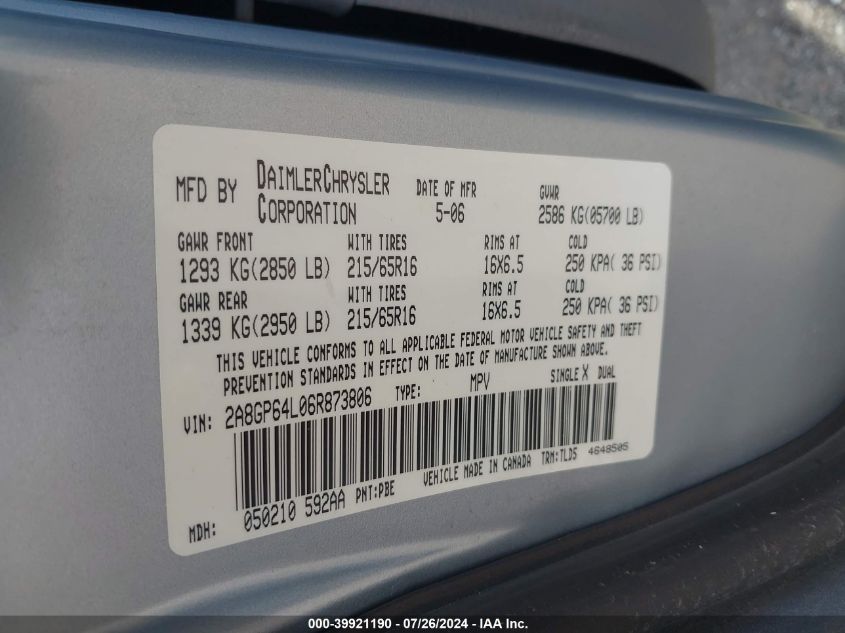 MFD BY DAIMLERCHRYSLER CORPORATION DATE OF MFR 5-06 GVWR 2586 KG(05700 LB)
GAWR FRONT WITH TIRES RIMS AT COLD
1293 KG(2850 LB) 215/65R16 16X6.5 250 KPA( 36 PSI)
GAWR REAR WITH TIRES RIMS AT COLD
1339 KG(2950 LB) 215/65R16 16X6.5 250 KPA( 36 PSI)
THIS VEHICLE CONFORMS TO ALL APPLICABLE FEDERAL MOTOR VEHICLE SAFETY AND THEFT
PREVENTION STANDARDS IN EFFECT ON THE DATE OF MANUFACTURE SHOWN ABOVE.
VIN: 2A8GP64L06R873806 TYPE: MPV SINGLE X DUAL
MDH: 050210 592AA PNT:PBE VEHICLE MADE IN CANADA TRM:TLD5 4648505
000-39921190 - 07/26/2024 - IAA Inc.